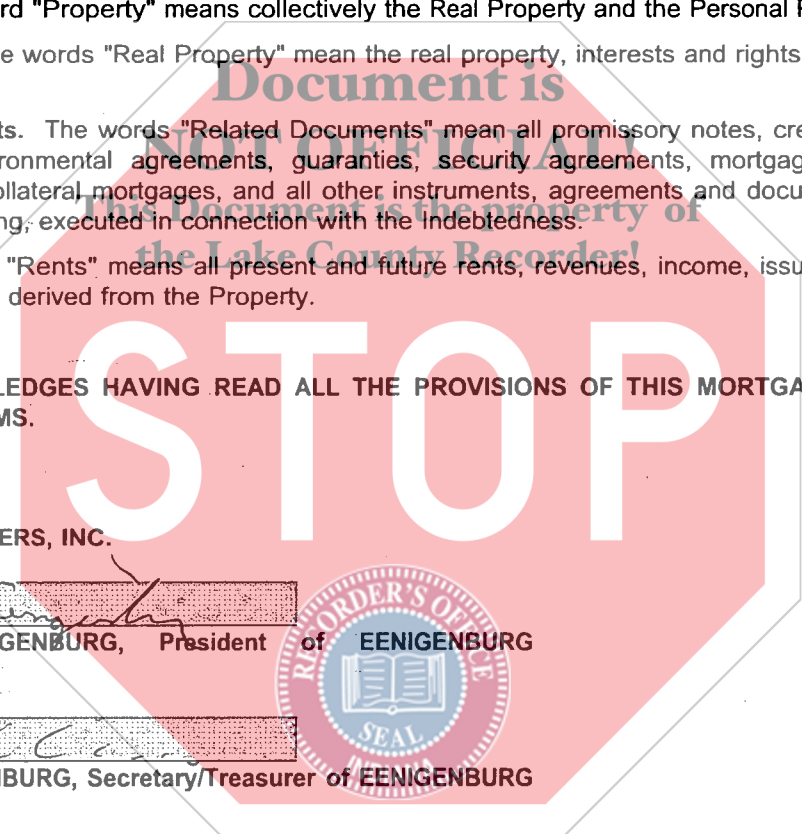 rd "Property" means collectively the Real Property and the Personal P
e words "Real Property" mean the real property, interests and rights
Document is
ts. The words "Related Documents" mean all promissory notes, cre
NOT OFFICIAL!
ironmental agreements, guaranties, security agreements, mortgag
ollateral mortgages, and all other instruments, agreements and docu
This Document is the property of
ng, executed in connection with the Indebtedness.
the Lake County Recorder!
"Rents" means all present and future rents, revenues, income, issu
derived from the Property.
STOP
LEDGES HAVING READ ALL THE PROVISIONS OF THIS MORTGA
MS.
ERS, INC.
RECORDER'S OFFICE
GENBURG, President of EENIGENBURG
SEAL
INDIANA
NBURG, Secretary/Treasurer of EENIGENBURG